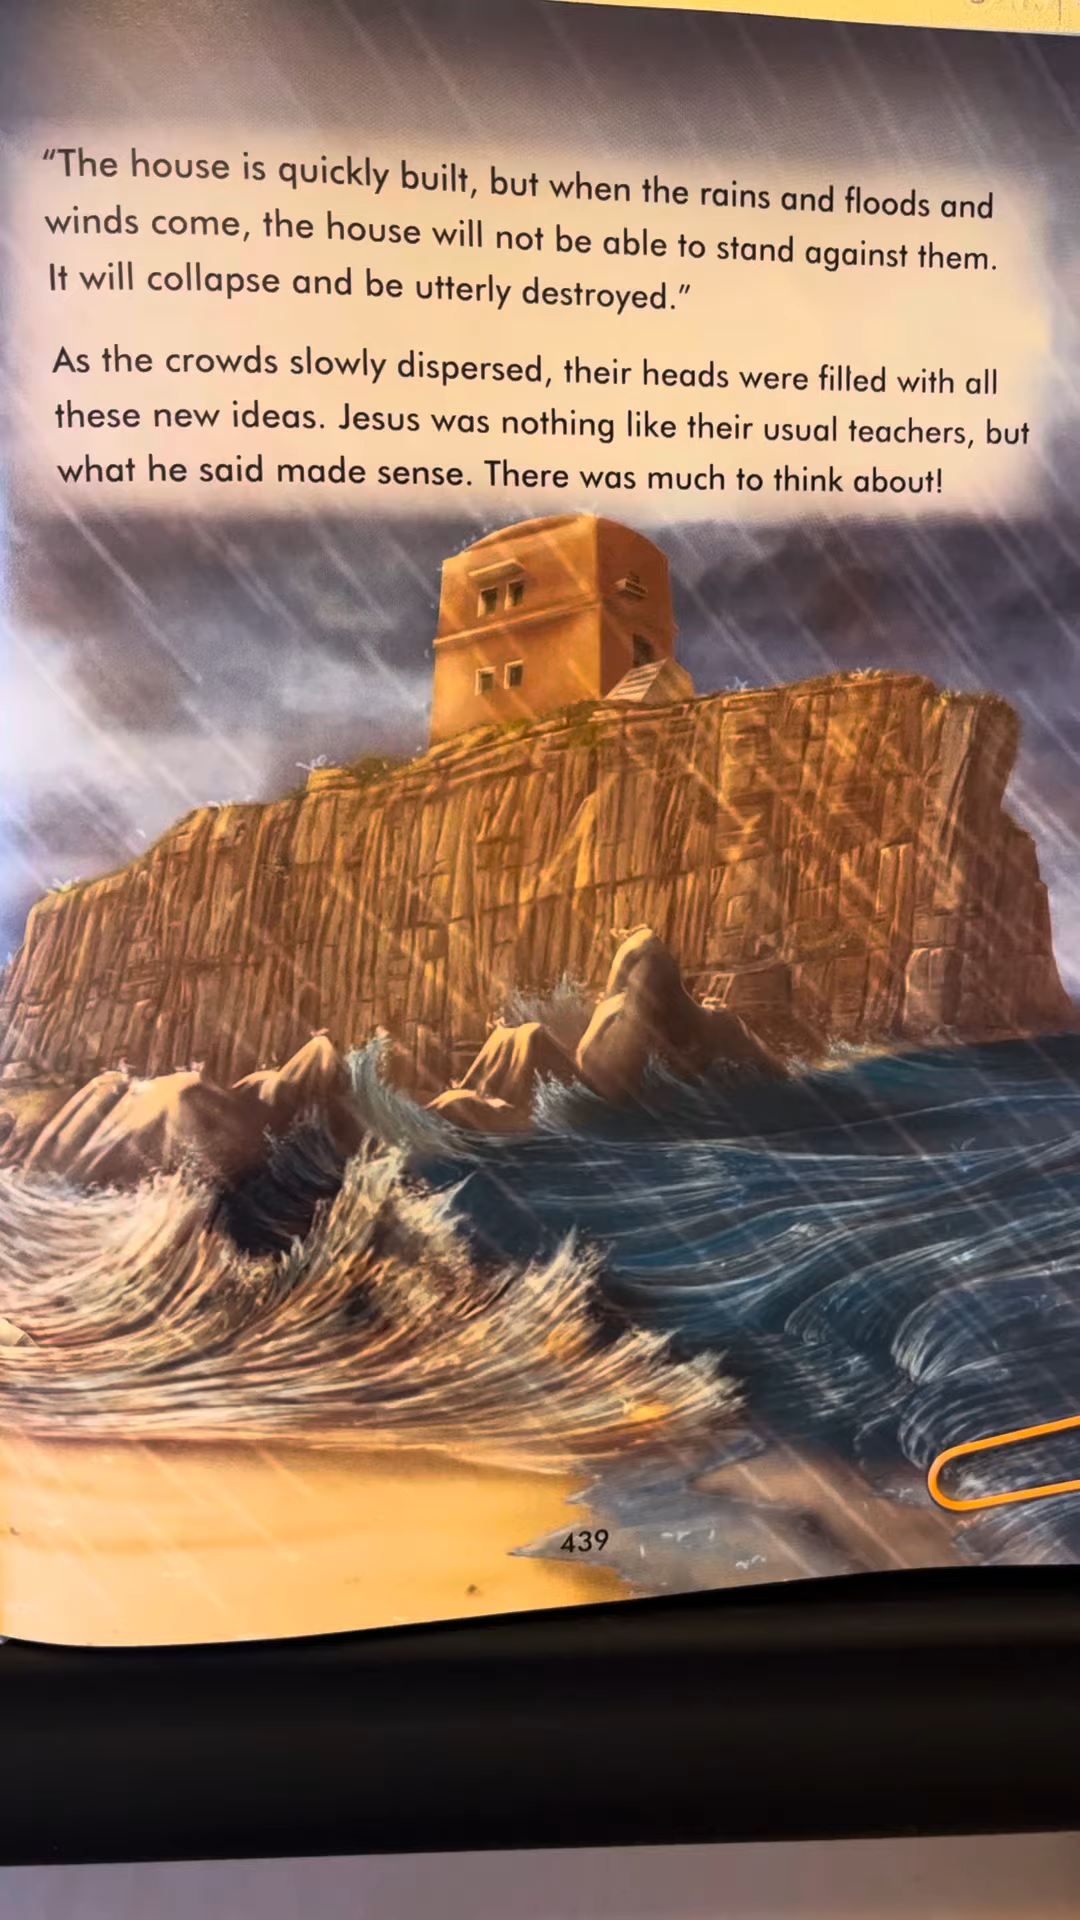 “The house is quickly built, but when the rains and floods and
winds come, the house will not be able to stand against them.
It will collapse and be utterly destroyed.”
As the crowds slowly dispersed, their heads were filled with all
these new ideas. Jesus was nothing like their usual teachers, but
what he said made sense. There was much to think about!
439